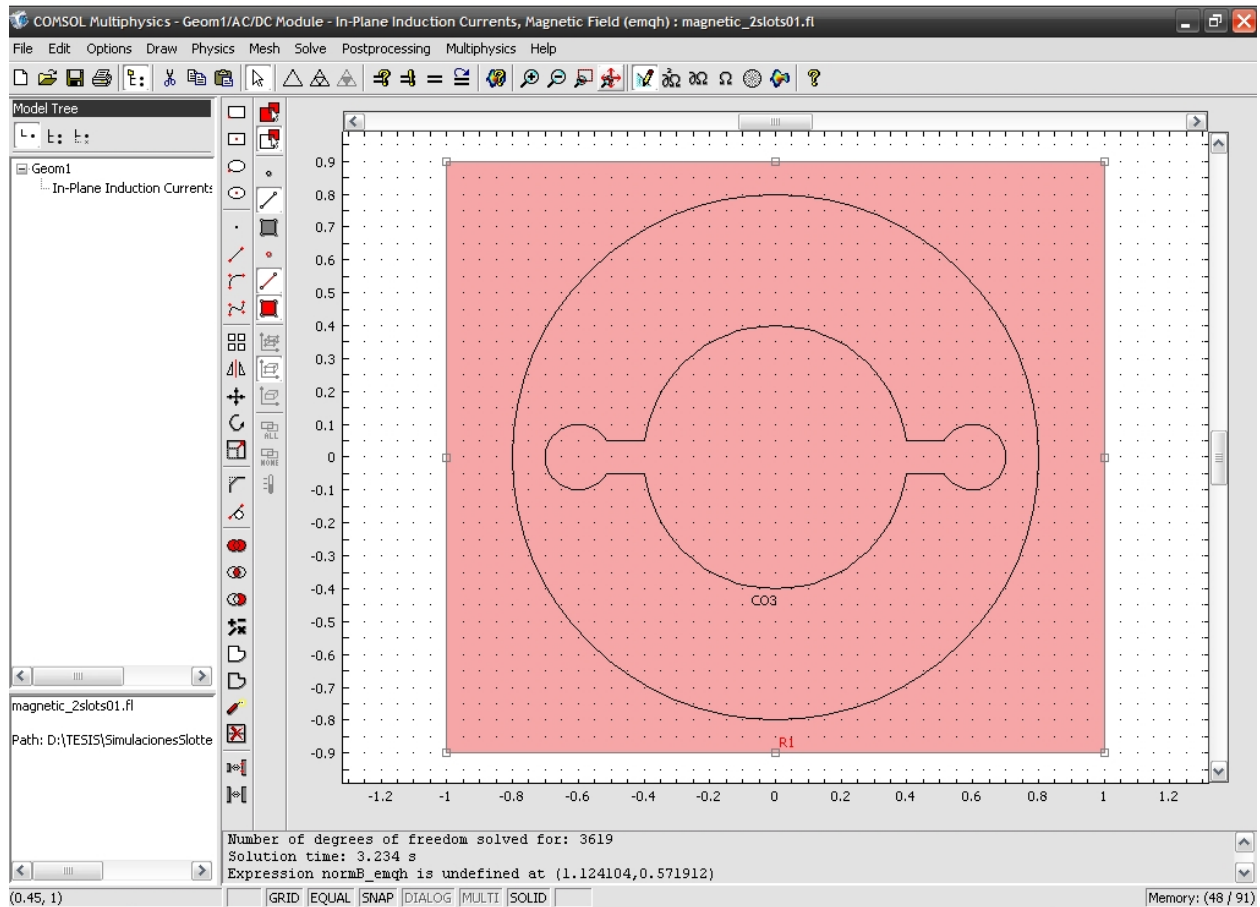 COMSOL Multiphysics - Geom1/AC/DC Module - In-Plane Induction Currents, Magnetic Field (emqh) : magnetic_2slots01.fl
File Edit Options Draw Physics Mesh Solve Postprocessing Multiphysics Help
Model Tree
Geom1
In-Plane Induction Currents
magnetic_2slots01.fl
Path: D:\TESIS\SimulacionesSlotte
ALL
NONE
0.9
0.8
0.7
0.6
0.5
0.4
0.3
0.2
0.1
0
-0.1
-0.2
-0.3
-0.4
-0.5
-0.6
-0.7
-0.8
-0.9
CO3
R1
-1.2 -1 -0.8 -0.6 -0.4 -0.2 0 0.2 0.4 0.6 0.8 1 1.2
Number of degrees of freedom solved for: 3619
Solution time: 3.234 s
Expression normB_emqh is undefined at (1.124104,0.571912)
(0.45, 1) GRID EQUAL SNAP DIALOG MULTI SOLID Memory: (48 / 91)